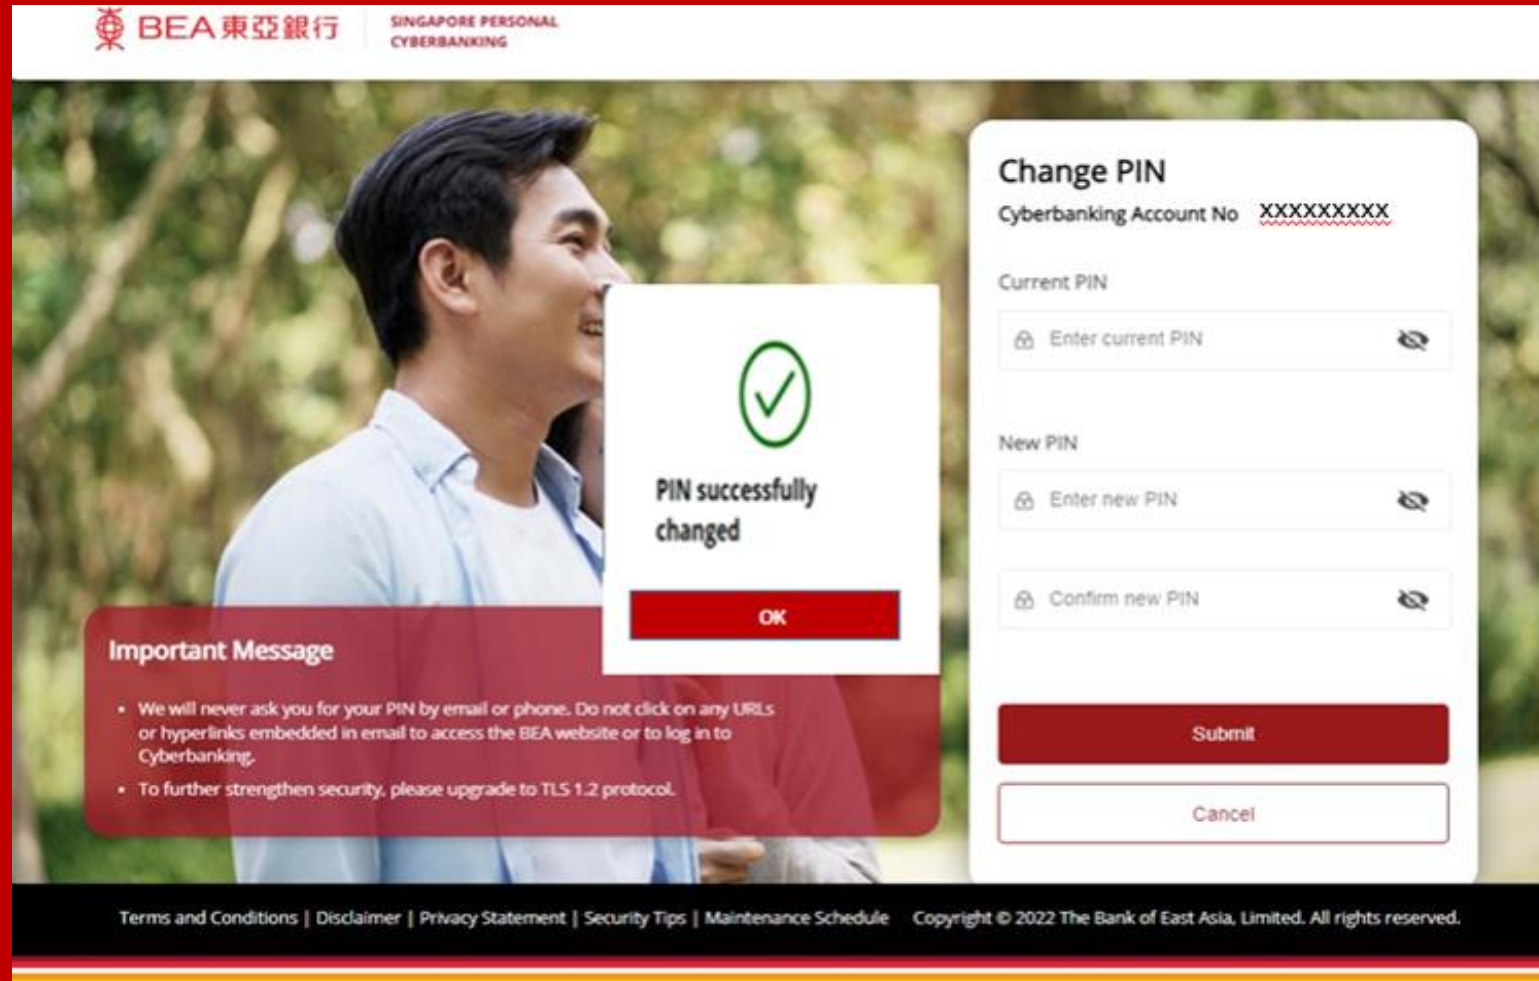 BEA東亞銀行
SINGAPORE PERSONAL
CYBERBANKING
Change PIN
Cyberbanking Account No XXXXXXXXX
Current PIN
Enter current PIN
New PIN
Enter new PIN
Confirm new PIN
Submit
Cancel
PIN successfully
changed
OK
Important Message
• We will never ask you for your PIN by email or phone. Do not click on any URLs
or hyperlinks embedded in email to access the BEA website or to log in to
Cyberbanking.
• To further strengthen security, please upgrade to TLS 1.2 protocol.
Terms and Conditions | Disclaimer | Privacy Statement | Security Tips | Maintenance Schedule Copyright © 2022 The Bank of East Asia, Limited. All rights reserved.